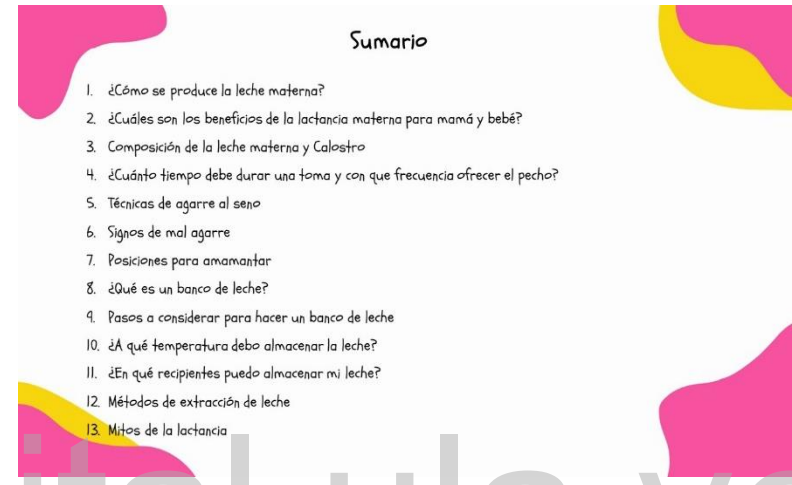 Sumario
1. ¿Cómo se produce la leche materna?
2. ¿Cuáles son los beneficios de la lactancia materna para mamá y bebé?
3. Composición de la leche materna y Calostro
4. ¿Cuánto tiempo debe durar una toma y con que frecuencia ofrecer el pecho?
5. Técnicas de agarre al seno
6. Signos de mal agarre
7. Posiciones para amamantar
8. ¿Qué es un banco de leche?
9. Pasos a considerar para hacer un banco de leche
10. ¿A qué temperatura debo almacenar la leche?
11. ¿En qué recipientes puedo almacenar mi leche?
12. Métodos de extracción de leche
13. Mitos de la lactancia